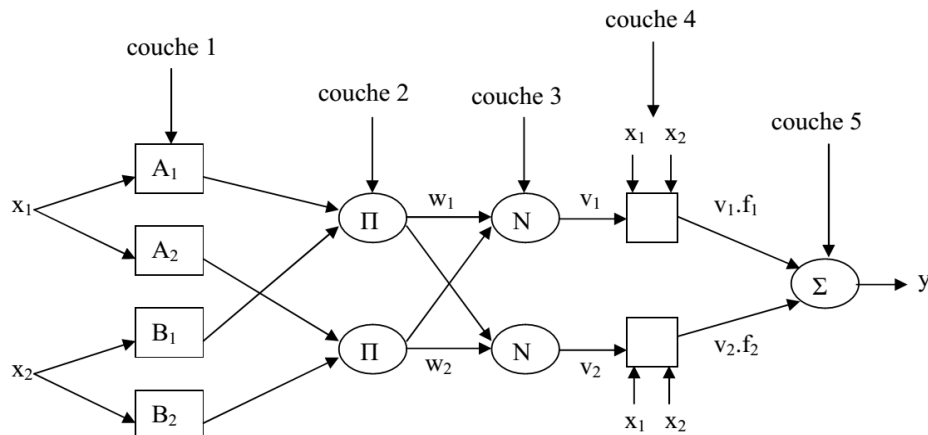 couche 1
couche 2
couche 3
couche 4
couche 5
x₁
x₂
A₁
A₂
B₁
B₂
Π
Π
w₁
w₂
N
N
v₁
v₂
x₁ x₂
x₁ x₂
v₁.f₁
v₂.f₂
Σ
y